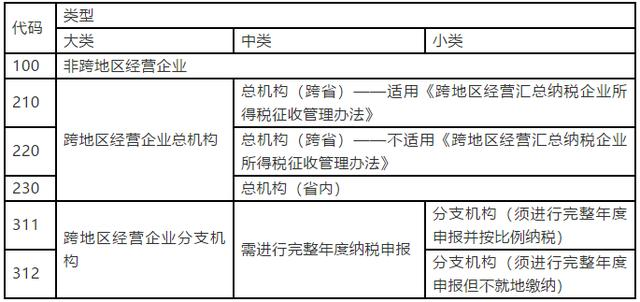 代码
类型
大类
中类
小类
100
非跨地区经营企业
210
跨地区经营企业总机构
总机构（跨省）——适用《跨地区经营汇总纳税企业所
得税征收管理办法》
220
总机构（跨省）——不适用《跨地区经营汇总纳税企业
所得税征收管理办法》
230
总机构（省内）
311
跨地区经营企业分支机
构
需进行完整年度纳税申报
分支机构（须进行完整年度
申报并按比例纳税）
312
分支机构（须进行完整年度
申报但不就地缴纳）